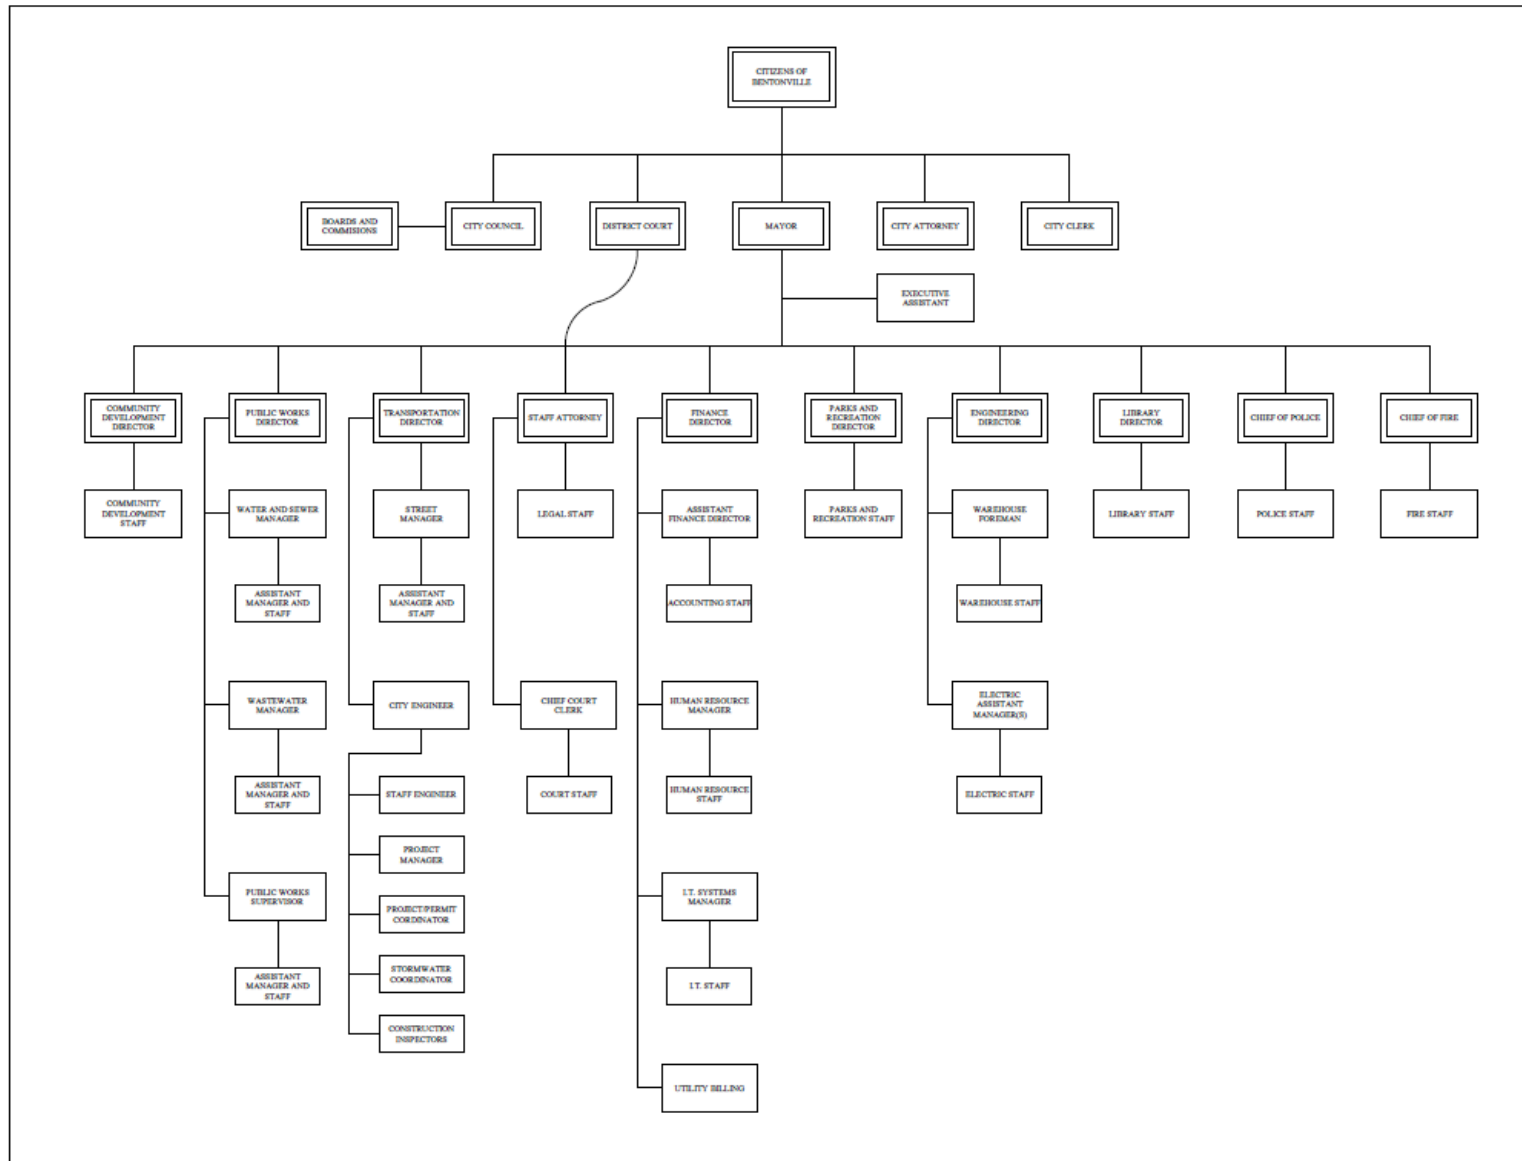 CITIZENS OF
BENTONVILLE
BOARDS AND
COMMISIONS
CITY COUNCIL
DISTRICT COURT
MAYOR
CITY ATTORNEY
CITY CLERK
EXECUTIVE
ASSISTANT
COMMUNITY
DEVELOPMENT
DIRECTOR
PUBLIC WORKS
DIRECTOR
TRANSPORTATION
DIRECTOR
STAFF ATTORNEY
FINANCE
DIRECTOR
PARKS AND
RECREATION
DIRECTOR
ENGINEERING
DIRECTOR
LIBRARY
DIRECTOR
CHIEF OF POLICE
CHIEF OF FIRE
COMMUNITY
DEVELOPMENT
STAFF
WATER AND SEWER
MANAGER
STREET
MANAGER
LEGAL STAFF
ASSISTANT
FINANCE DIRECTOR
PARKS AND
RECREATION STAFF
WAREHOUSE
FOREMAN
LIBRARY STAFF
POLICE STAFF
FIRE STAFF
ASSISTANT
MANAGER AND
STAFF
ASSISTANT
MANAGER AND
STAFF
ACCOUNTING STAFF
WAREHOUSE STAFF
WASTEWATER
MANAGER
CITY ENGINEER
CHIEF COURT
CLERK
HUMAN RESOURCE
MANAGER
ELECTRIC
ASSISTANT
MANAGER(S)
ASSISTANT
MANAGER AND
STAFF
STAFF ENGINEER
COURT STAFF
HUMAN RESOURCE
STAFF
ELECTRIC STAFF
PROJECT
MANAGER
PUBLIC WORKS
SUPERVISOR
PROJECT/PERMIT
CORDINATOR
I.T. SYSTEMS
MANAGER
ASSISTANT
MANAGER AND
STAFF
STORMWATER
COORDINATOR
I.T. STAFF
CONSTRUCTION
INSPECTORS
UTILITY BILLING